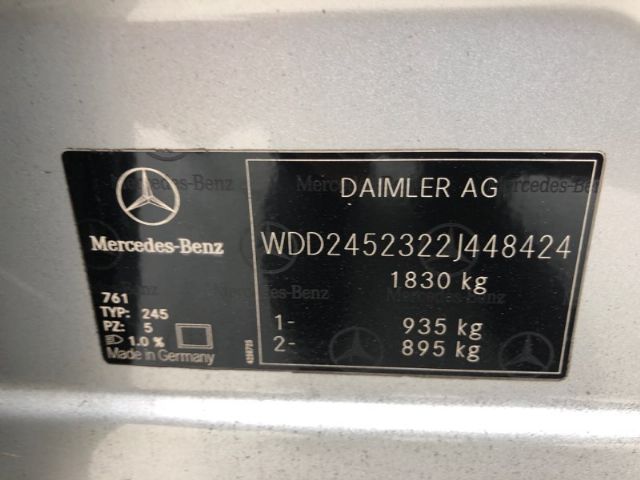 DAIMLER AG
Mercedes-Benz
WDD2452322J448424
1830 kg
761
TYP: 245
PZ: 5
1.0 %
Made in Germany
1- 935 kg
2- 895 kg